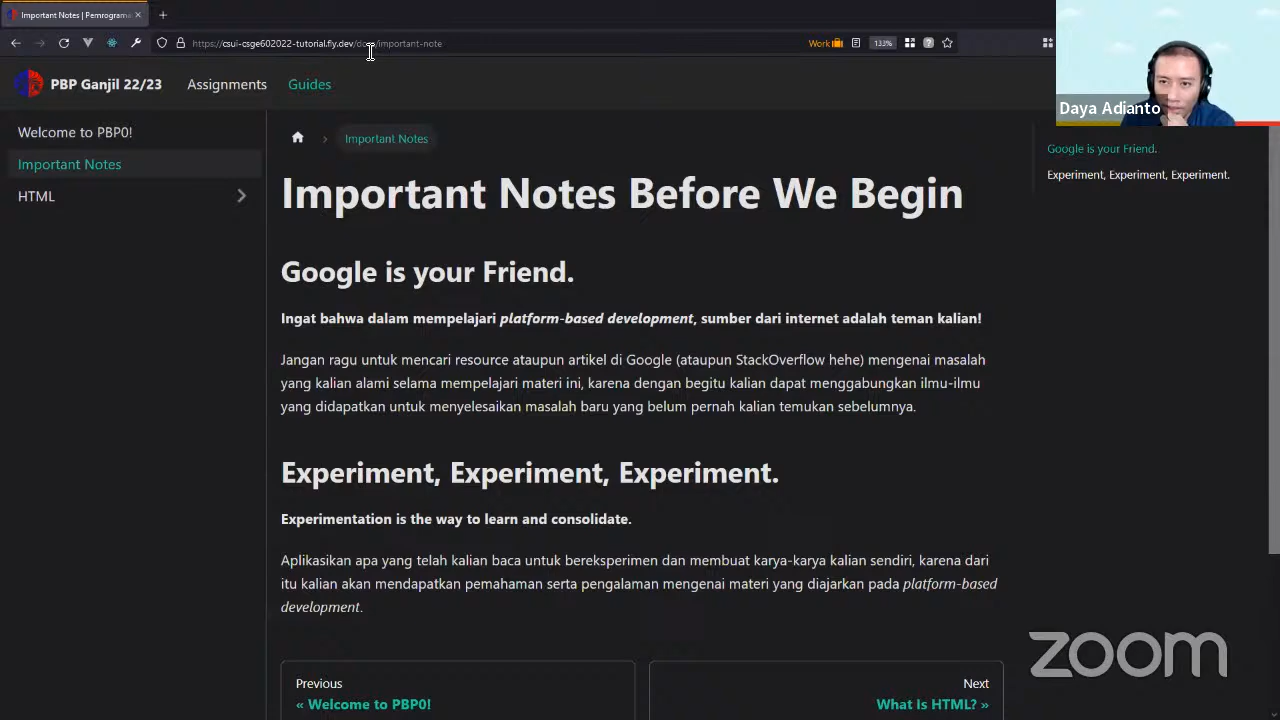 Important Notes | Pemrograma
https://csui-csge602022-tutorial.fly.dev/docs/important-note
Work
133%
PBP Ganjil 22/23
Assignments
Guides
Daya Adianto
Welcome to PBP0!
Important Notes
HTML
Important Notes
Google is your Friend.
Experiment, Experiment, Experiment.
Important Notes Before We Begin
Google is your Friend.
Ingat bahwa dalam mempelajari platform-based development, sumber dari internet adalah teman kalian!
Jangan ragu untuk mencari resource ataupun artikel di Google (ataupun StackOverflow hehe) mengenai masalah
yang kalian alami selama mempelajari materi ini, karena dengan begitu kalian dapat menggabungkan ilmu-ilmu
yang didapatkan untuk menyelesaikan masalah baru yang belum pernah kalian temukan sebelumnya.
Experiment, Experiment, Experiment.
Experimentation is the way to learn and consolidate.
Aplikasikan apa yang telah kalian baca untuk bereksperimen dan membuat karya-karya kalian sendiri, karena dari
itu kalian akan mendapatkan pemahaman serta pengalaman mengenai materi yang diajarkan pada platform-based
development.
Previous
« Welcome to PBP0!
Next
What Is HTML? »
zoom